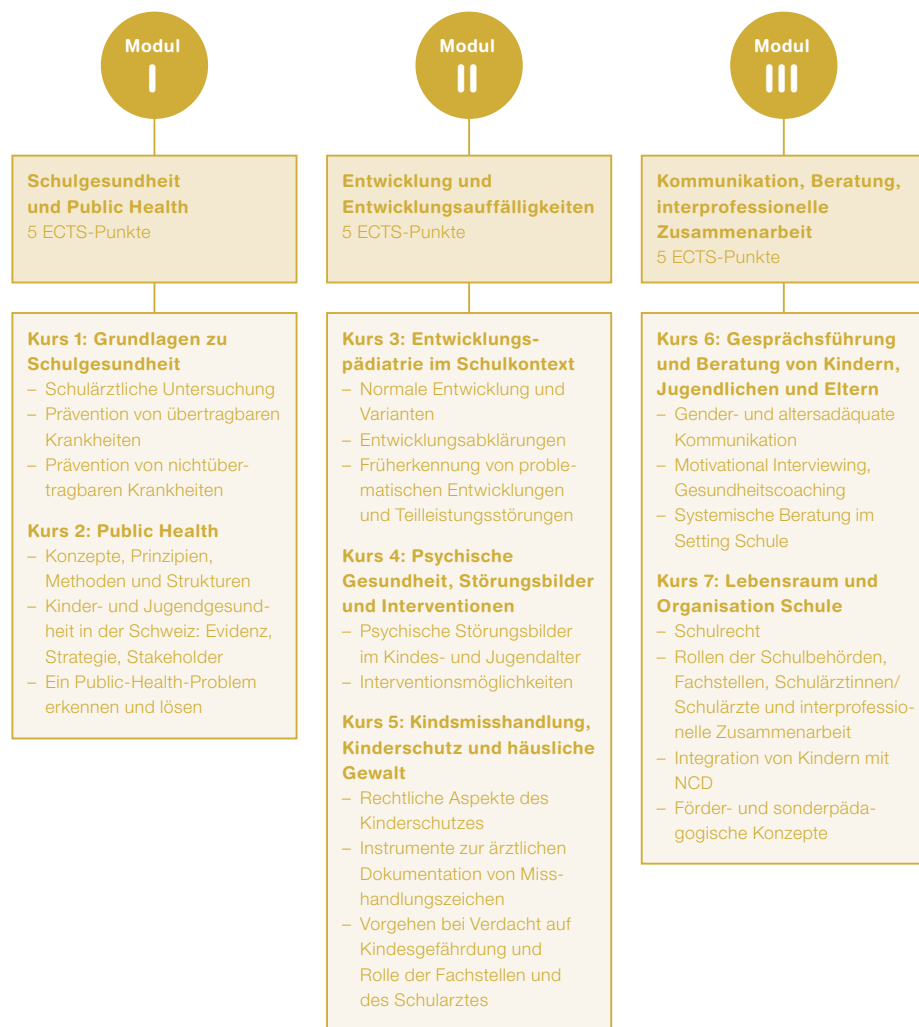 Modul
I
Schulgesundheit
und Public Health
5 ECTS-Punkte
Kurs 1: Grundlagen zu
Schulgesundheit
– Schulärztliche Untersuchung
– Prävention von übertragbaren
Krankheiten
– Prävention von nichtüber-
tragbaren Krankheiten
Kurs 2: Public Health
– Konzepte, Prinzipien,
Methoden und Strukturen
– Kinder- und Jugendgesund-
heit in der Schweiz: Evidenz,
Strategie, Stakeholder
– Ein Public-Health-Problem
erkennen und lösen
Modul
II
Entwicklung und
Entwicklungsauffälligkeiten
5 ECTS-Punkte
Kurs 3: Entwicklungs-
pädiatrie im Schulkontext
– Normale Entwicklung und
Varianten
– Entwicklungsabklärungen
– Früherkennung von proble-
matischen Entwicklungen
und Teilleistungsstörungen
Kurs 4: Psychische
Gesundheit, Störungsbilder
und Interventionen
– Psychische Störungsbilder
im Kindes- und Jugendalter
– Interventionsmöglichkeiten
Kurs 5: Kindsmisshandlung,
Kinderschutz und häusliche
Gewalt
– Rechtliche Aspekte des
Kinderschutzes
– Instrumente zur ärztlichen
Dokumentation von Miss-
handlungszeichen
– Vorgehen bei Verdacht auf
Kindesgefährdung und
Rolle der Fachstellen und
des Schularztes
Modul
III
Kommunikation, Beratung,
interprofessionelle
Zusammenarbeit
5 ECTS-Punkte
Kurs 6: Gesprächsführung
und Beratung von Kindern,
Jugendlichen und Eltern
– Gender- und altersadäquate
Kommunikation
– Motivational Interviewing,
Gesundheitscoaching
– Systemische Beratung im
Setting Schule
Kurs 7: Lebensraum und
Organisation Schule
– Schulrecht
– Rollen der Schulbehörden,
Fachstellen, Schulärztinnen/
Schulärzte und interprofessio-
nelle Zusammenarbeit
– Integration von Kindern mit
NCD
– Förder- und sonderpäda-
gogische Konzepte